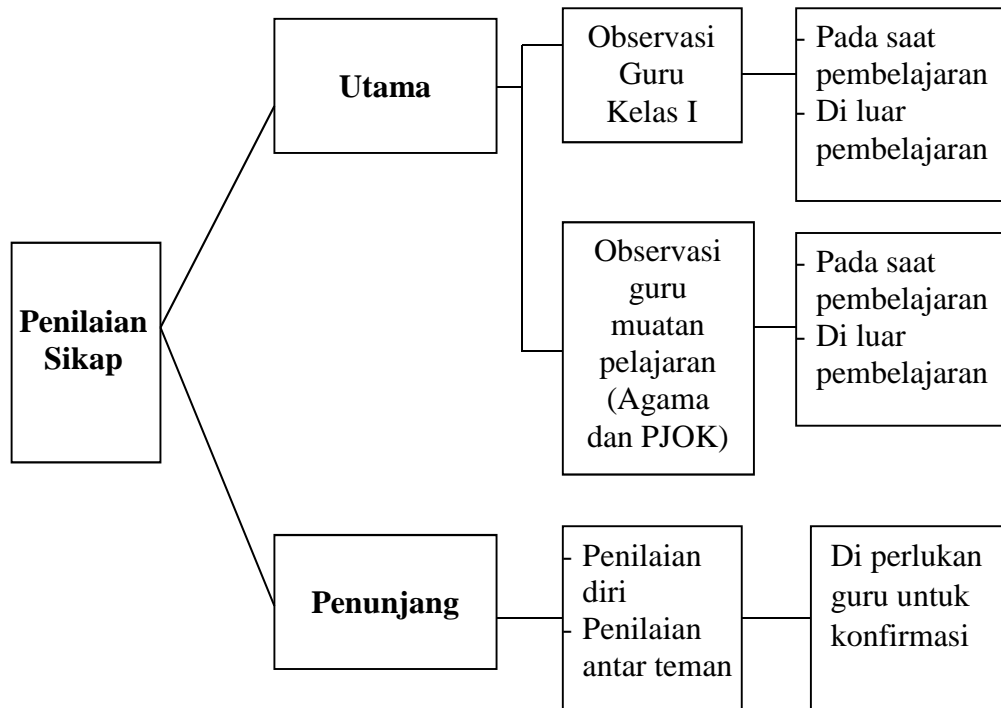 Penilaian
Sikap
Utama
Observasi
Guru
Kelas I
- Pada saat
pembelajaran
- Di luar
pembelajaran
Observasi
guru
muatan
pelajaran
(Agama
dan PJOK)
- Pada saat
pembelajaran
- Di luar
pembelajaran
Penunjang
- Penilaian
diri
- Penilaian
antar teman
Di perlukan
guru untuk
konfirmasi